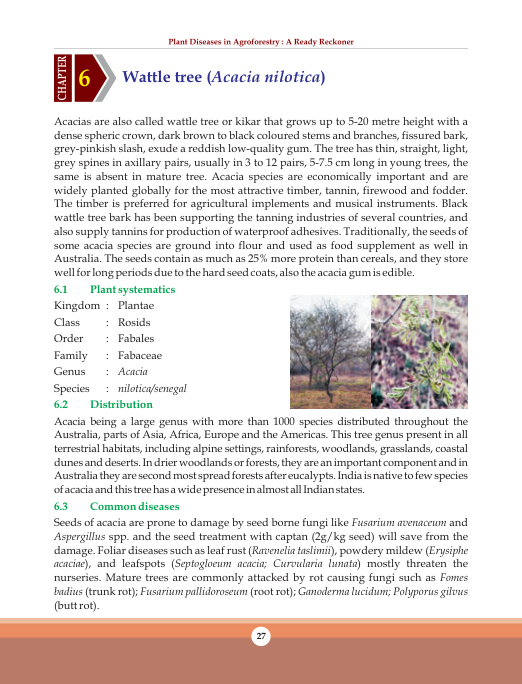 Plant Diseases in Agroforestry : A Ready Reckoner
CHAPTER
6
Wattle tree (Acacia nilotica)
Acacias are also called wattle tree or kikar that grows up to 5-20 metre height with a
dense spheric crown, dark brown to black coloured stems and branches, fissured bark,
grey-pinkish slash, exude a reddish low-quality gum. The tree has thin, straight, light,
grey spines in axillary pairs, usually in 3 to 12 pairs, 5-7.5 cm long in young trees, the
same is absent in mature tree. Acacia species are economically important and are
widely planted globally for the most attractive timber, tannin, firewood and fodder.
The timber is preferred for agricultural implements and musical instruments. Black
wattle tree bark has been supporting the tanning industries of several countries, and
also supply tannins for production of waterproof adhesives. Traditionally, the seeds of
some acacia species are ground into flour and used as food supplement as well in
Australia. The seeds contain as much as 25% more protein than cereals, and they store
well for long periods due to the hard seed coats, also the acacia gum is edible.
6.1 Plant systematics
Kingdom : Plantae
Class : Rosids
Order : Fabales
Family : Fabaceae
Genus : Acacia
Species : nilotica/senegal
6.2 Distribution
Acacia being a large genus with more than 1000 species distributed throughout the
Australia, parts of Asia, Africa, Europe and the Americas. This tree genus present in all
terrestrial habitats, including alpine settings, rainforests, woodlands, grasslands, coastal
dunes and deserts. In drier woodlands or forests, they are an important component and in
Australia they are second most spread forests after eucalypts. India is native to few species
of acacia and this tree has a wide presence in almost all Indian states.
6.3 Common diseases
Seeds of acacia are prone to damage by seed borne fungi like Fusarium avenaceum and
Aspergillus spp. and the seed treatment with captan (2g/kg seed) will save from the
damage. Foliar diseases such as leaf rust (Ravenelia taslimii), powdery mildew (Erysiphe
acaciae), and leafspots (Septogloeum acacia; Curvularia lunata) mostly threaten the
nurseries. Mature trees are commonly attacked by rot causing fungi such as Fomes
badius (trunk rot); Fusarium pallidoroseum (root rot); Ganoderma lucidum; Polyporus gilvus
(butt rot).
27